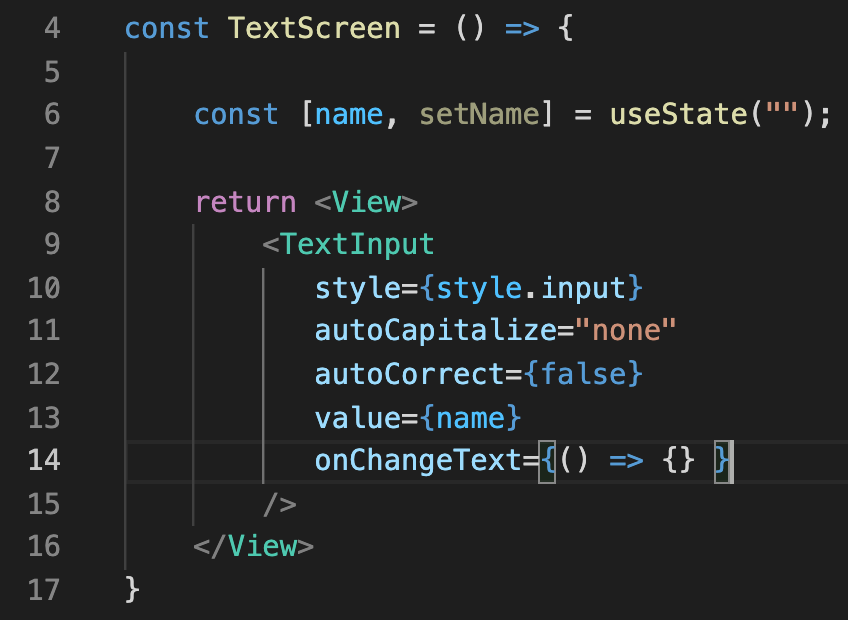 4 const TextScreen = () => {
5
6 const [name, setName] = useState("");
7
8 return <View>
9 <TextInput
10 style={style.input}
11 autoCapitalize="none"
12 autoCorrect={false}
13 value={name}
14 onChangeText={() => {} }
15 />
16 </View>
17 }